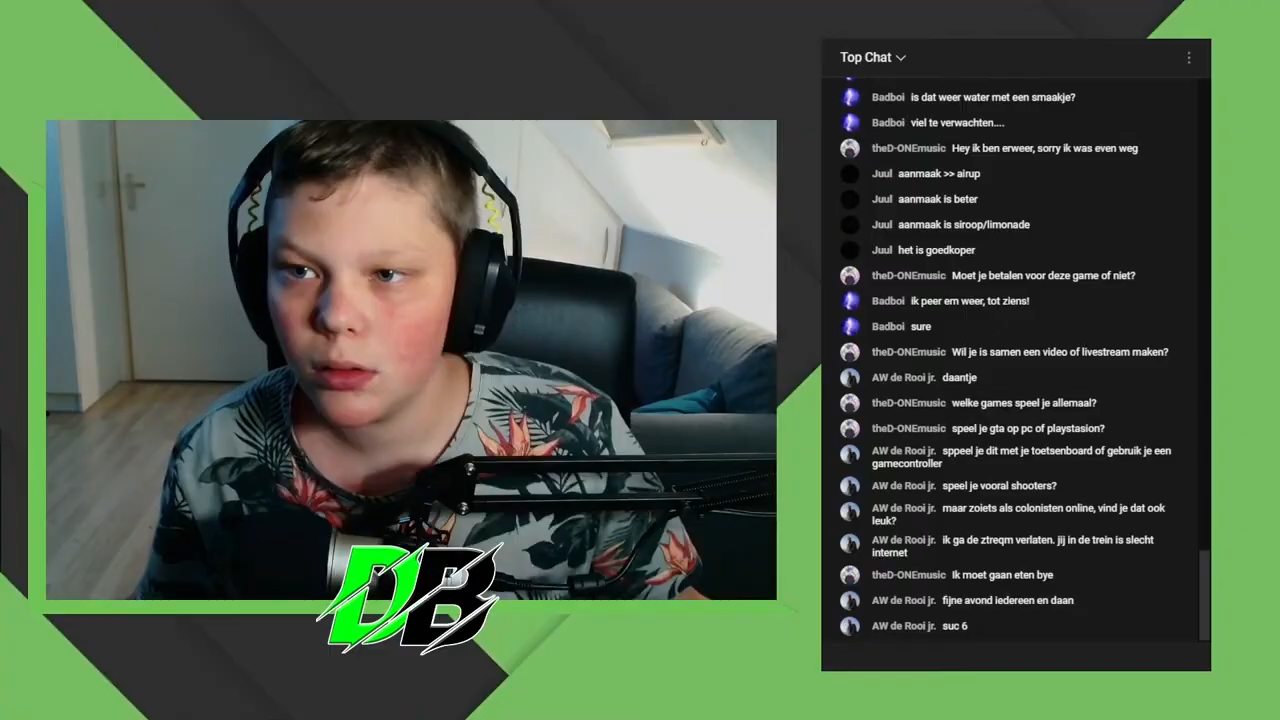 Top Chat
Badboi is dat weer water met een smaakje?
Badboi viel te verwachten....
theD-ONEmusic Hey ik ben erweer, sorry ik was even weg
Juul aanmaak >> airup
Juul aanmaak is beter
Juul aanmaak is siroop/limonade
Juul het is goedkoper
theD-ONEmusic Moet je betalen voor deze game of niet?
Badboi ik peer em weer, tot ziens!
Badboi sure
theD-ONEmusic Wil je is samen een video of livestream maken?
AW de Rooi jr. daantje
theD-ONEmusic welke games speel je allemaal?
theD-ONEmusic speel je gta op pc of playstasion?
AW de Rooi jr. sppeel je dit met je toetsenboard of gebruik je een
gamecontroller
AW de Rooi jr. speel je vooral shooters?
AW de Rooi jr. maar zoiets als colonisten online, vind je dat ook
leuk?
AW de Rooi jr. ik ga de ztreqm verlaten. jij in de trein is slecht
internet
theD-ONEmusic Ik moet gaan eten bye
AW de Rooi jr. fijne avond iedereen en daan
AW de Rooi jr. suc 6
DB